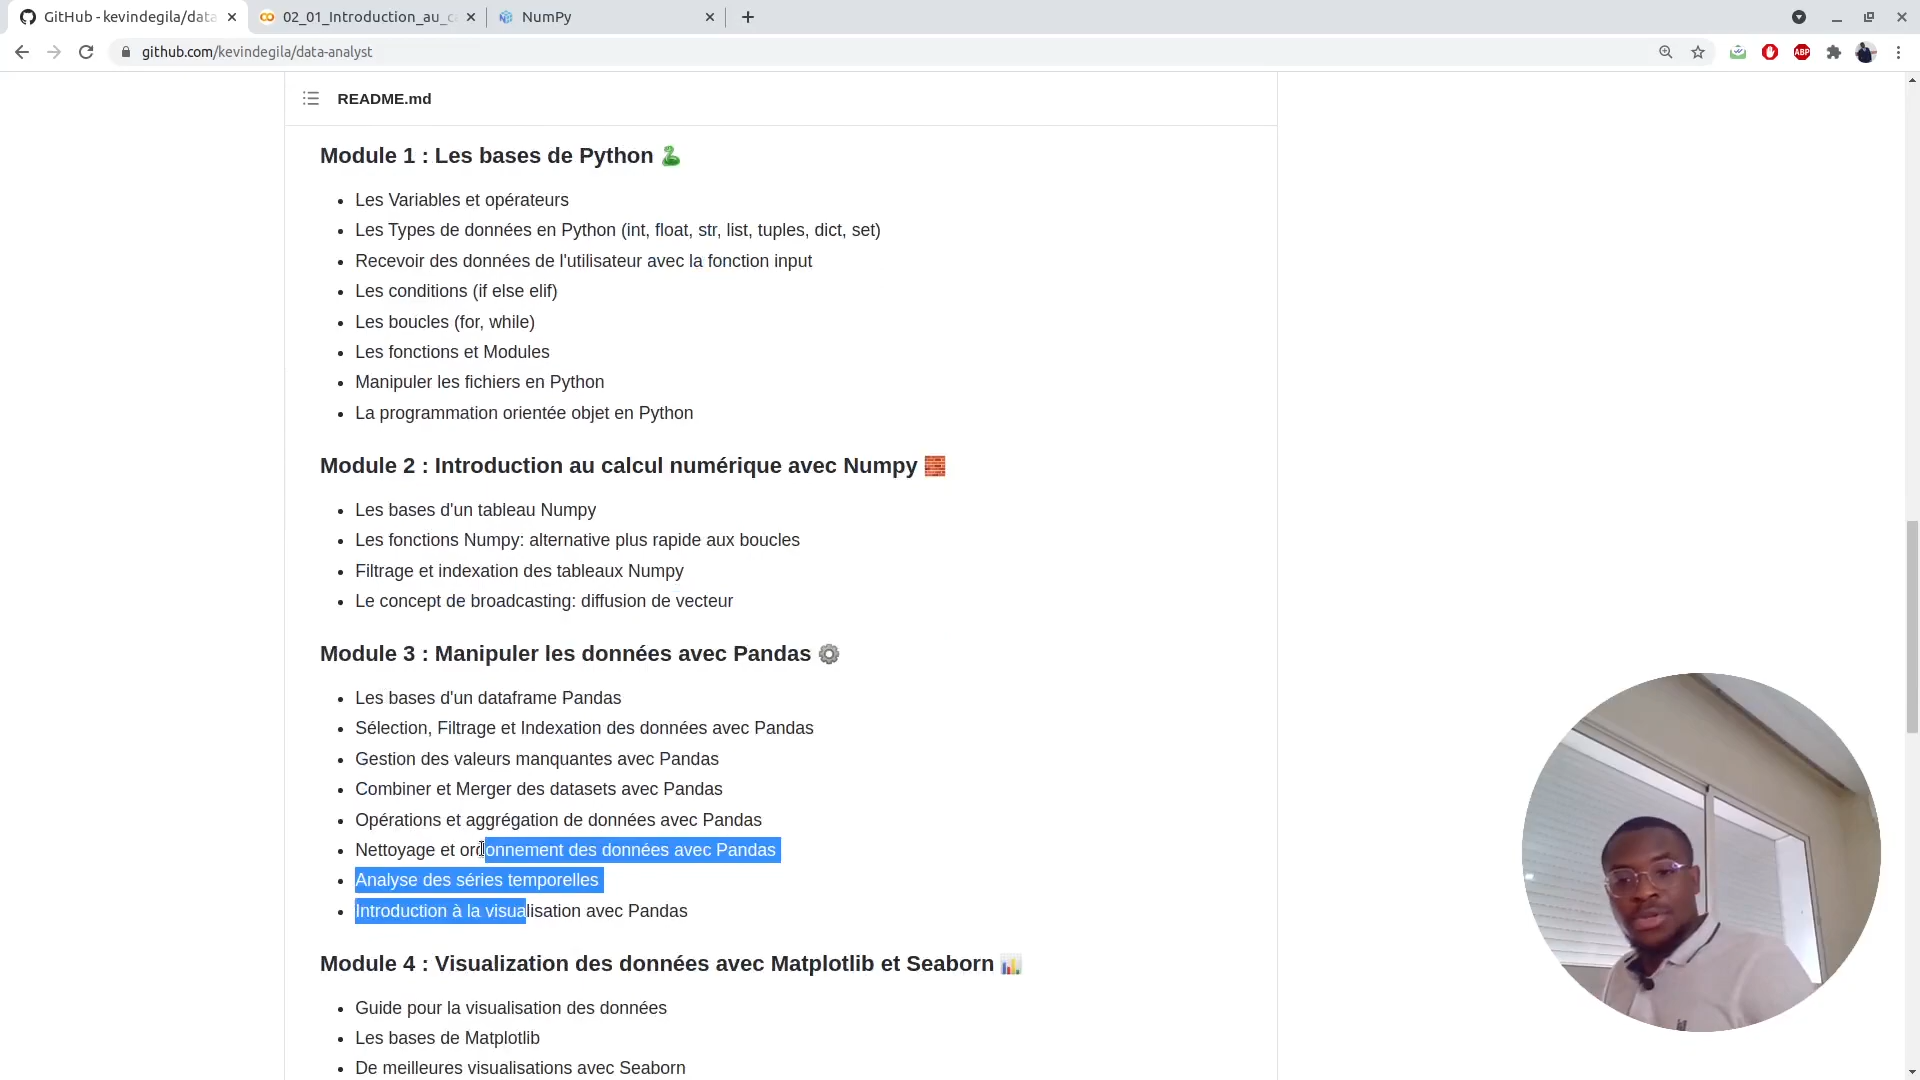 GitHub - kevindegila/data
02_01_Introduction_au_c
NumPy
github.com/kevindegila/data-analyst
ABP
README.md
Module 1 : Les bases de Python
Les Variables et opérateurs
Les Types de données en Python (int, float, str, list, tuples, dict, set)
Recevoir des données de l'utilisateur avec la fonction input
Les conditions (if else elif)
Les boucles (for, while)
Les fonctions et Modules
Manipuler les fichiers en Python
La programmation orientée objet en Python
Module 2 : Introduction au calcul numérique avec Numpy
Les bases d'un tableau Numpy
Les fonctions Numpy: alternative plus rapide aux boucles
Filtrage et indexation des tableaux Numpy
Le concept de broadcasting: diffusion de vecteur
Module 3 : Manipuler les données avec Pandas
Les bases d'un dataframe Pandas
Sélection, Filtrage et Indexation des données avec Pandas
Gestion des valeurs manquantes avec Pandas
Combiner et Merger des datasets avec Pandas
Opérations et aggrégation de données avec Pandas
Nettoyage et ordonnement des données avec Pandas
Analyse des séries temporelles
Introduction à la visualisation avec Pandas
Module 4 : Visualization des données avec Matplotlib et Seaborn
Guide pour la visualisation des données
Les bases de Matplotlib
De meilleures visualisations avec Seaborn